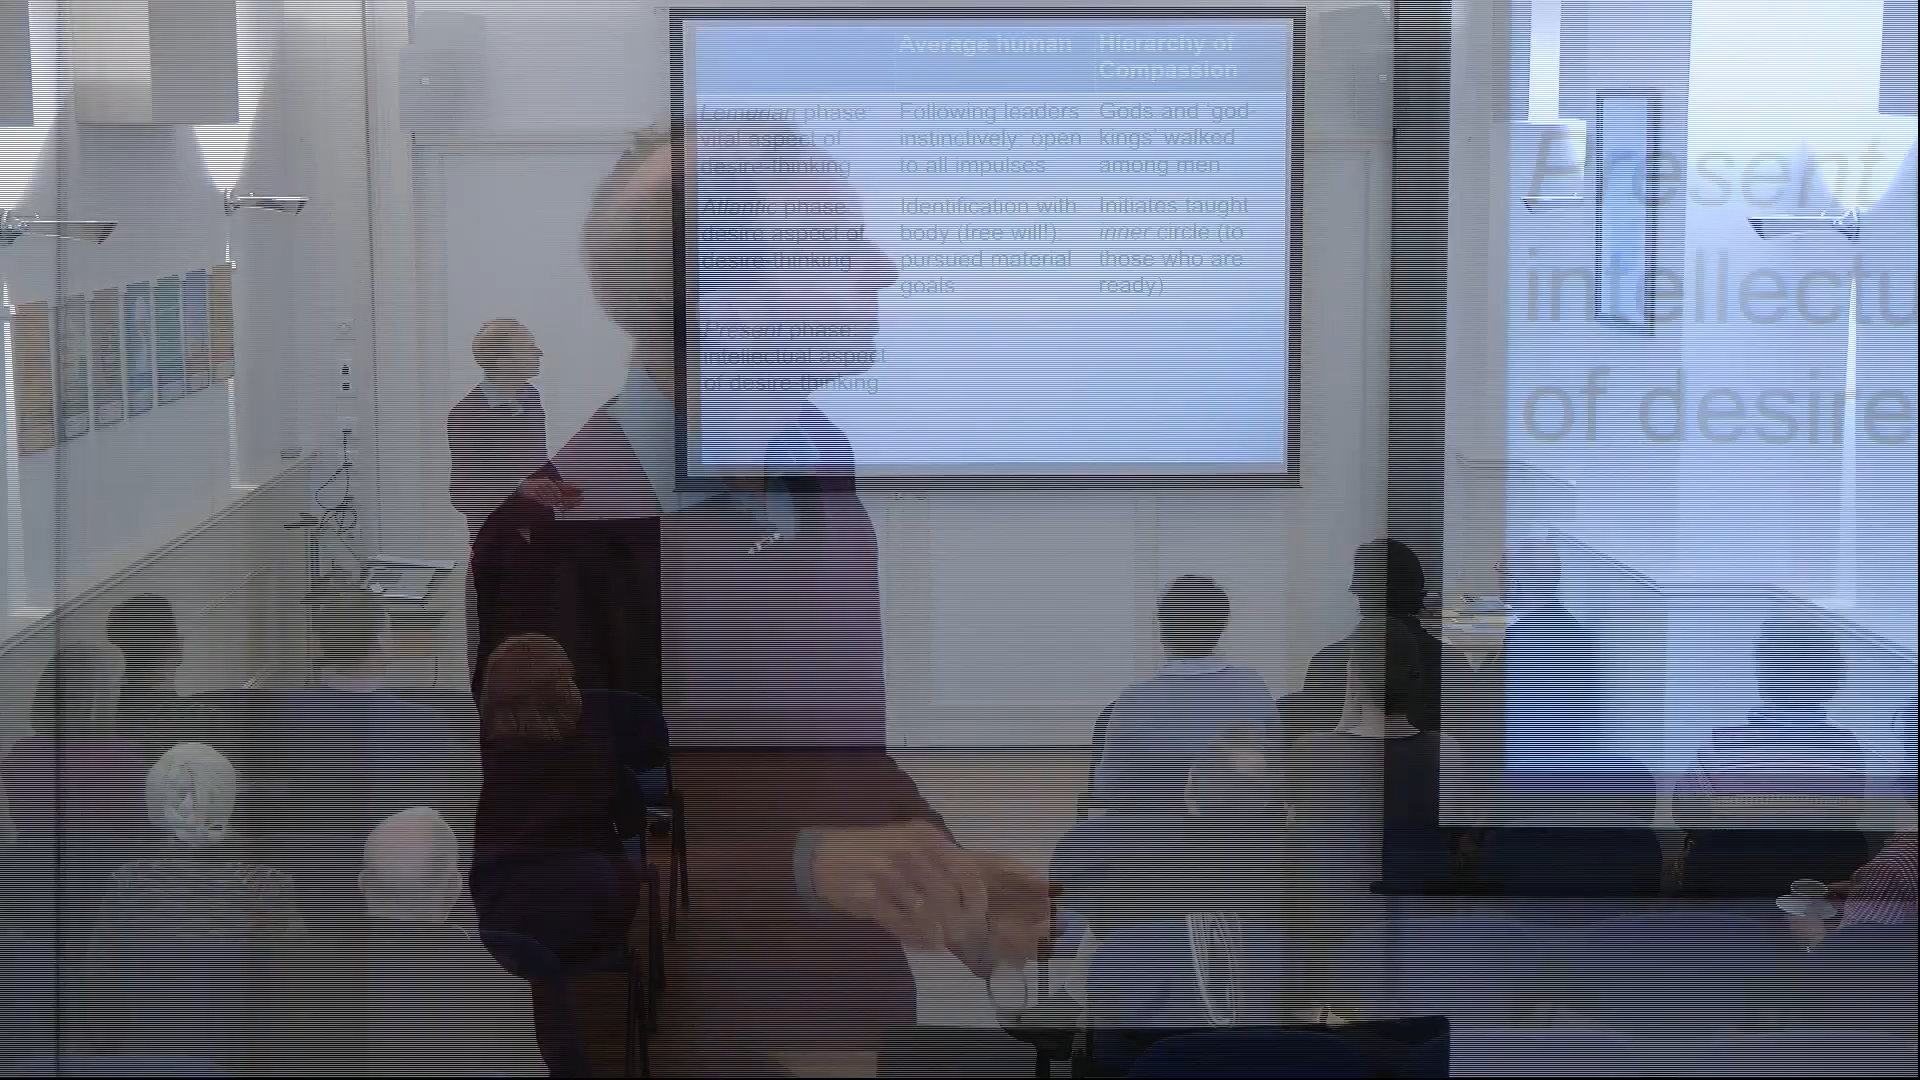 Average human
Hierarchy of
Compassion
Lemurian phase:
vital aspect of
desire-thinking
Following leaders
instinctively: open
to all impulses
Gods and 'god-
kings' walked
among men
Atlantic phase:
desire aspect of
desire-thinking
Identification with
body (free will!),
pursued material
goals
Initiates taught
inner circle (to
those who are
ready)
Present phase:
intellectual aspect
of desire-thinking
Present
intellectu
of desire